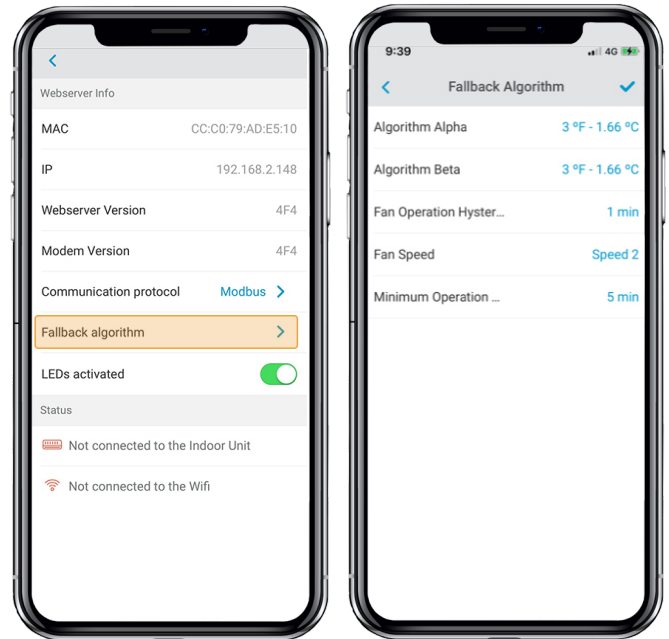 Webserver Info
MAC CC:C0:79:AD:E5:10
IP 192.168.2.148
Webserver Version 4F4
Modem Version 4F4
Communication protocol Modbus
Fallback algorithm
LEDs activated
Status
Not connected to the Indoor Unit
Not connected to the Wifi
9:39 4G
Fallback Algorithm
Algorithm Alpha 3 ºF - 1.66 ºC
Algorithm Beta 3 ºF - 1.66 ºC
Fan Operation Hyster... 1 min
Fan Speed Speed 2
Minimum Operation ... 5 min